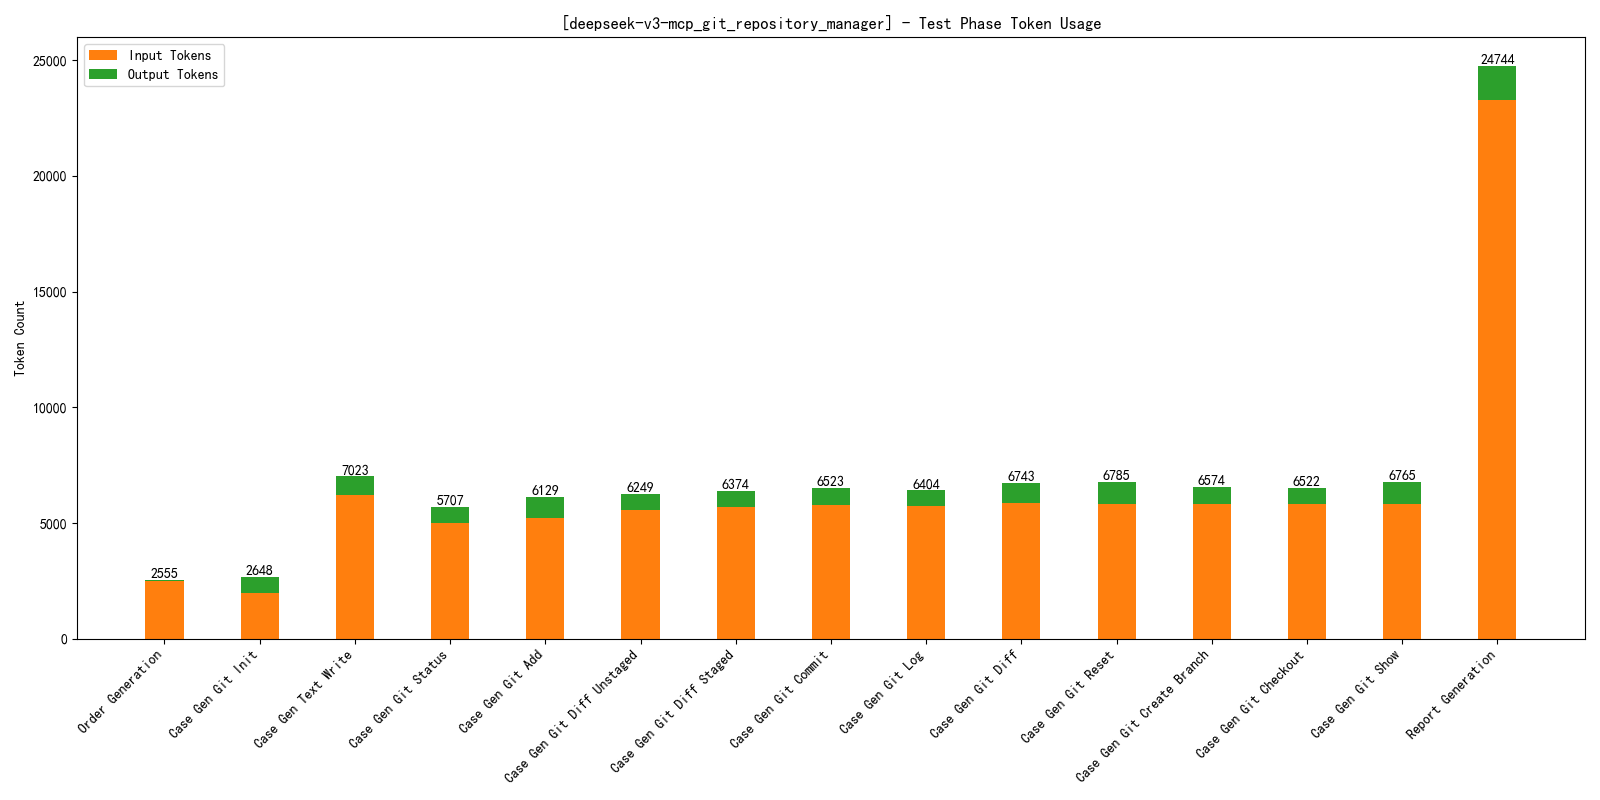 [deepseek-v3-mcp_git_repository_manager] - Test Phase Token Usage
Input Tokens
Output Tokens
Token Count
25000
20000
15000
10000
5000
0
2555
2648
7023
5707
6129
6249
6374
6523
6404
6743
6785
6574
6522
6765
24744
Order Generation
Case Gen Git Init
Case Gen Text Write
Case Gen Git Status
Case Gen Git Add
Case Gen Git Diff Unstaged
Case Gen Git Diff Staged
Case Gen Git Commit
Case Gen Git Log
Case Gen Git Diff
Case Gen Git Reset
Case Gen Git Create Branch
Case Gen Git Checkout
Case Gen Git Show
Report Generation